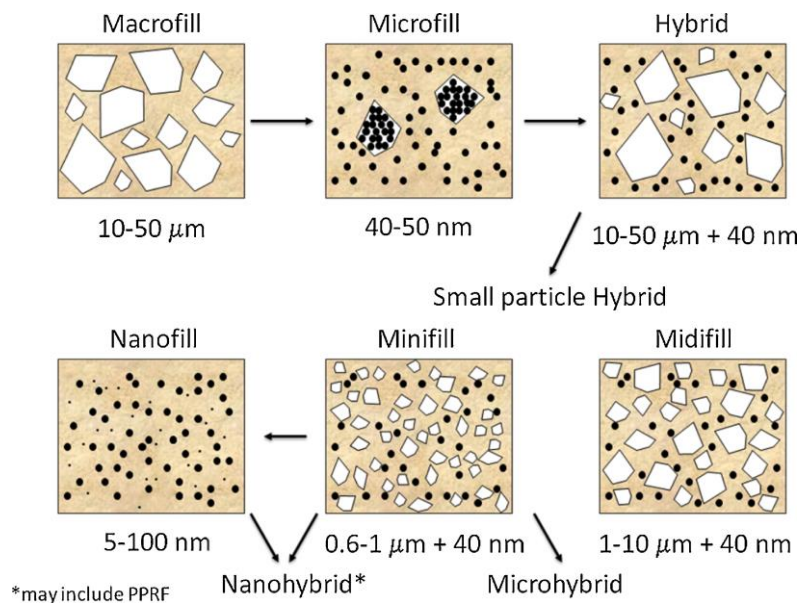 Macrofill
Microfill
Hybrid
10-50 μm
40-50 nm
10-50 μm + 40 nm
Small particle Hybrid
Nanofill
Minifill
Midifill
5-100 nm
0.6-1 μm + 40 nm
1-10 μm + 40 nm
*may include PPRF
Nanohybrid*
Microhybrid